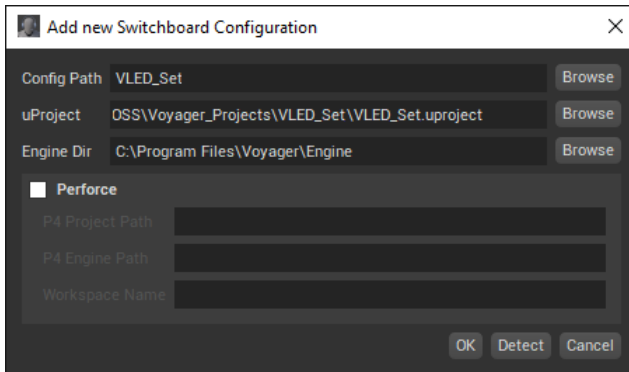 Add new Switchboard Configuration
Config Path VLED_Set Browse
uProject OSS\Voyager_Projects\VLED_Set\VLED_Set.uproject Browse
Engine Dir C:\Program Files\Voyager\Engine Browse
Perforce
P4 Project Path
P4 Engine Path
Workspace Name
OK Detect Cancel